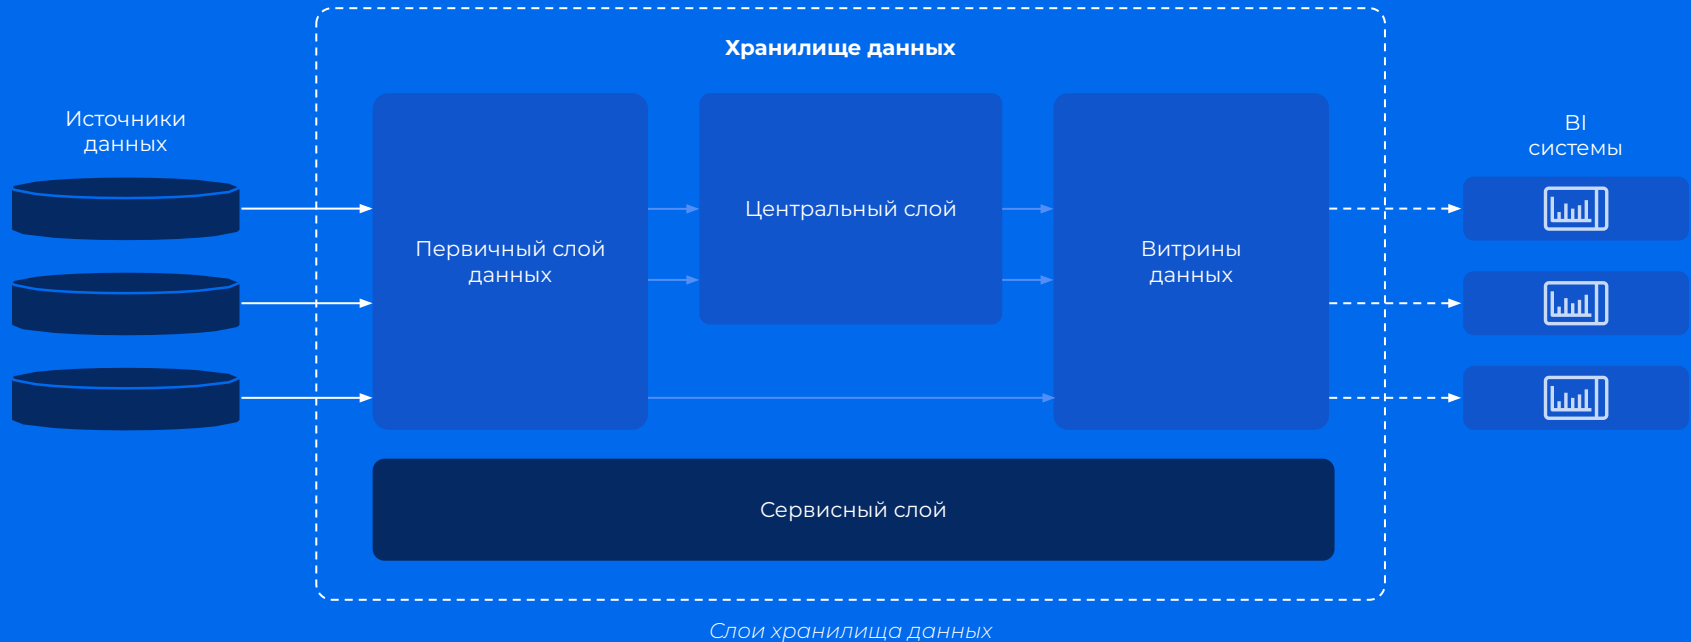 Хранилище данных
Источники
данных
Первичный слой
данных
Центральный слой
Витрины
данных
BI
системы
Сервисный слой
Слои хранилища данных